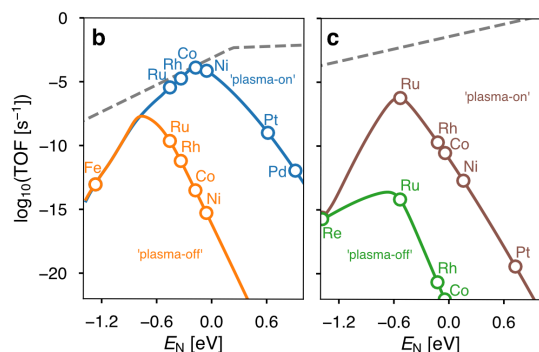 b
c
log10(TOF [s⁻¹])
0
−5
−10
−15
−20
Co
Rh
Ni
Ru
'plasma-on'
Pt
Pd
Fe
Ru
Rh
Co
Ni
'plasma-off'
−1.2
−0.6
0.0
0.6
E_N [eV]
Ru
'plasma-on'
Rh
Co
Ni
Pt
Re
Ru
Rh
Co
'plasma-off'
−1.2
−0.6
0.0
0.6
E_N [eV]